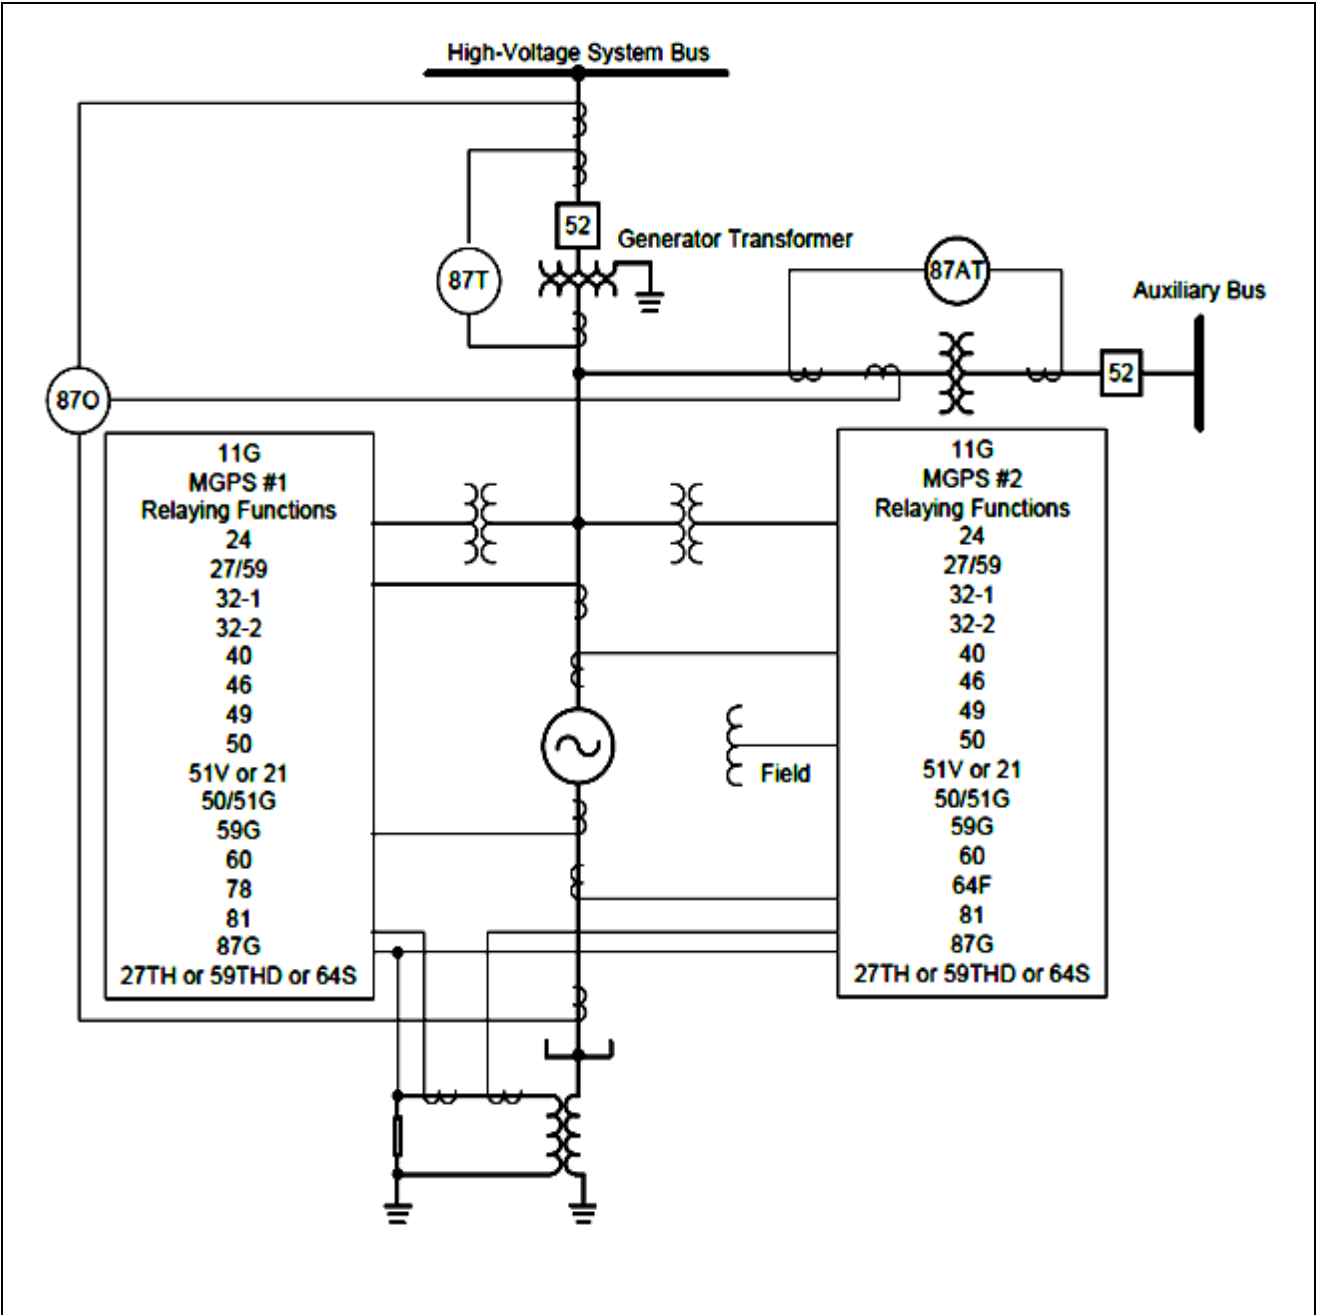 High-Voltage System Bus
52
Generator Transformer
87T
87AT
Auxiliary Bus
52
87O
11G
MGPS #1
Relaying Functions
24
27/59
32-1
32-2
40
46
49
50
51V or 21
50/51G
59G
60
78
81
87G
27TH or 59THD or 64S
Field
11G
MGPS #2
Relaying Functions
24
27/59
32-1
32-2
40
46
49
50
51V or 21
50/51G
59G
60
64F
81
87G
27TH or 59THD or 64S